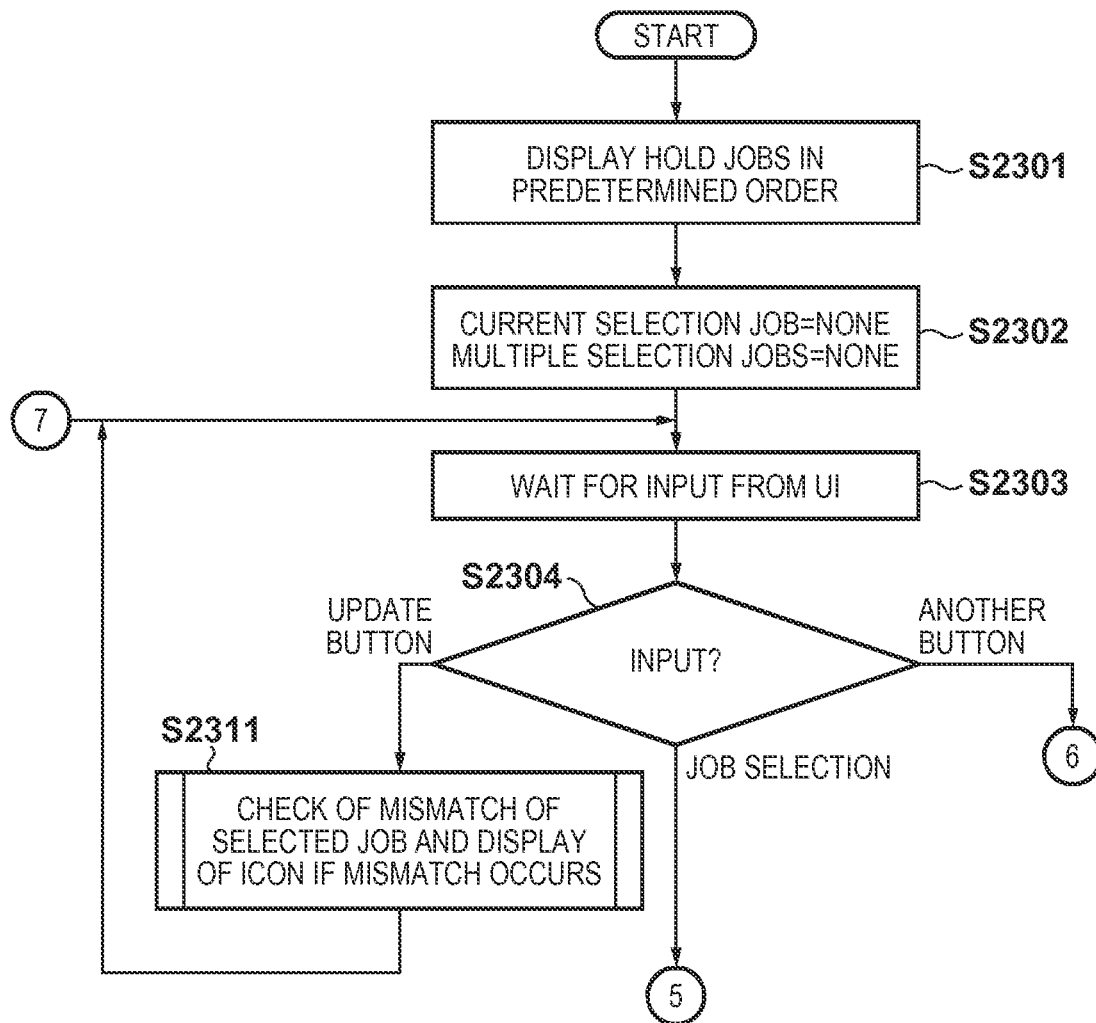 START
DISPLAY HOLD JOBS IN
PREDETERMINED ORDER
S2301
CURRENT SELECTION JOB=NONE
MULTIPLE SELECTION JOBS=NONE
S2302
7
WAIT FOR INPUT FROM UI
S2303
S2304
UPDATE
BUTTON
INPUT?
ANOTHER
BUTTON
S2311
CHECK OF MISMATCH OF
SELECTED JOB AND DISPLAY
OF ICON IF MISMATCH OCCURS
JOB SELECTION
6
5